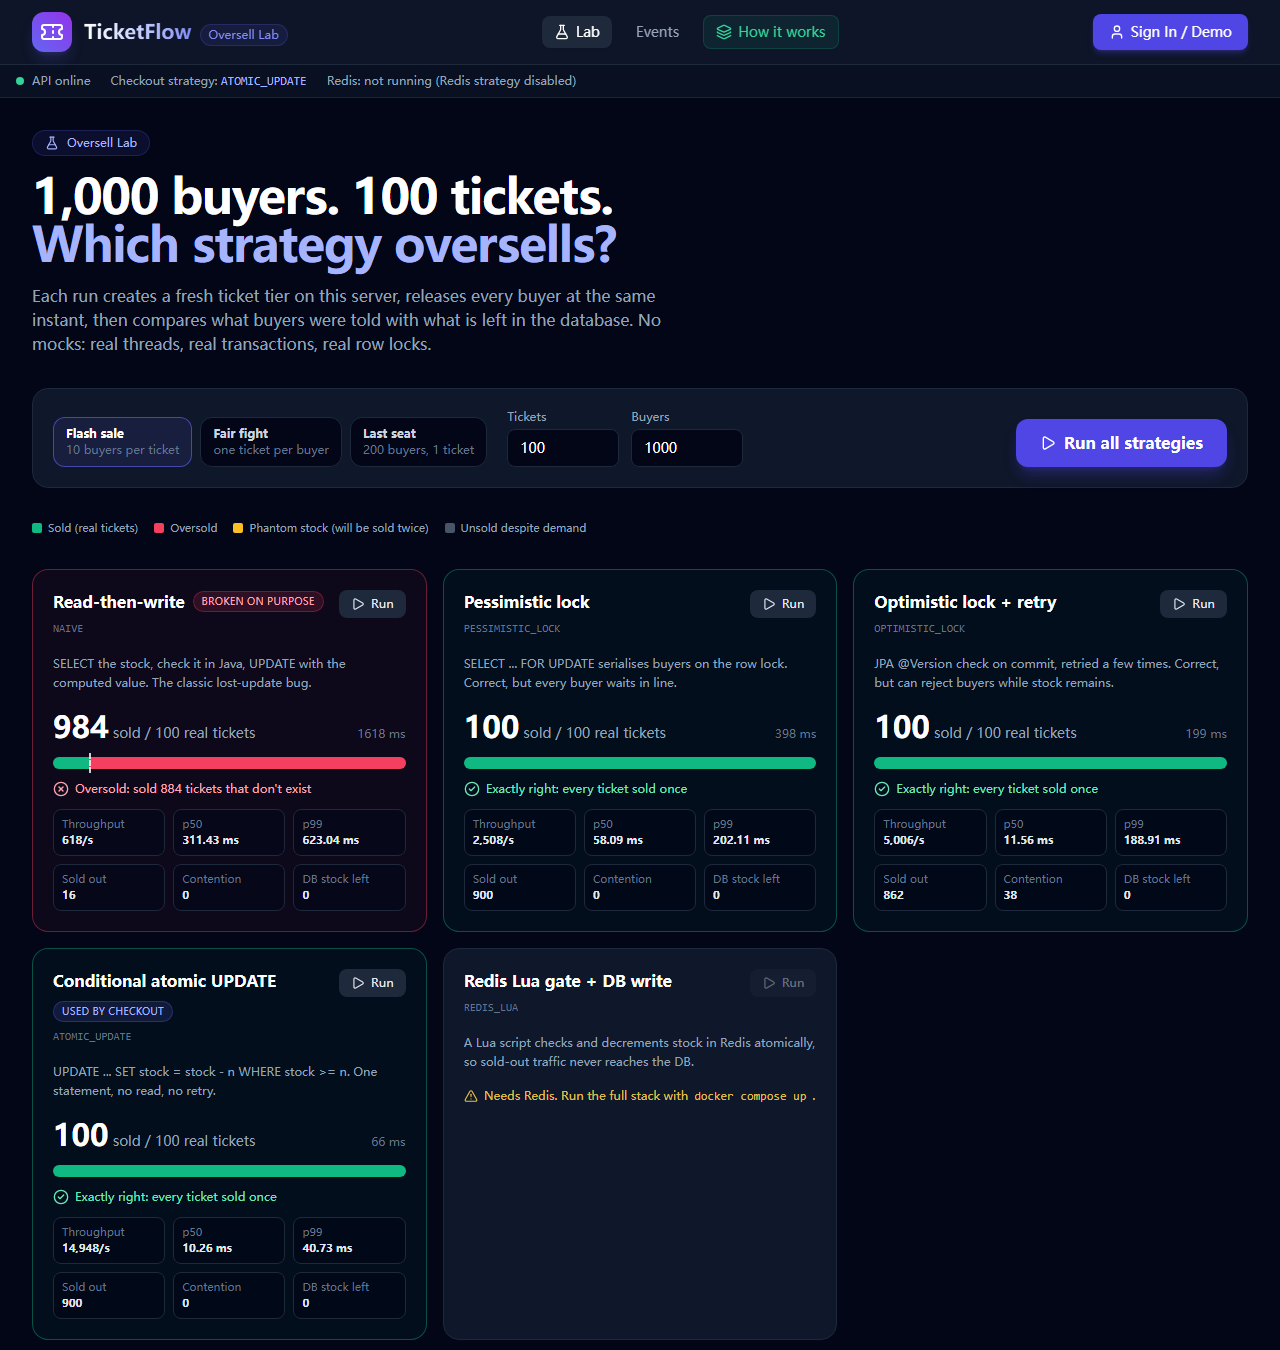 TicketFlow
Oversell Lab
Lab
Events
How it works
Sign In / Demo
API online
Checkout strategy: ATOMIC_UPDATE
Redis: not running (Redis strategy disabled)
Oversell Lab
1,000 buyers. 100 tickets.
Which strategy oversells?
Each run creates a fresh ticket tier on this server, releases every buyer at the same
instant, then compares what buyers were told with what is left in the database. No
mocks: real threads, real transactions, real row locks.
Flash sale
10 buyers per ticket
Fair fight
one ticket per buyer
Last seat
200 buyers, 1 ticket
Tickets
100
Buyers
1000
Run all strategies
Sold (real tickets)
Oversold
Phantom stock (will be sold twice)
Unsold despite demand
Read-then-write
BROKEN ON PURPOSE
Run
NAIVE
SELECT the stock, check it in Java, UPDATE with the
computed value. The classic lost-update bug.
984 sold / 100 real tickets
1618 ms
Oversold: sold 884 tickets that don't exist
Throughput
618/s
p50
311.43 ms
p99
623.04 ms
Sold out
16
Contention
0
DB stock left
0
Pessimistic lock
Run
PESSIMISTIC_LOCK
SELECT ... FOR UPDATE serialises buyers on the row lock.
Correct, but every buyer waits in line.
100 sold / 100 real tickets
398 ms
Exactly right: every ticket sold once
Throughput
2,508/s
p50
58.09 ms
p99
202.11 ms
Sold out
900
Contention
0
DB stock left
0
Optimistic lock + retry
Run
OPTIMISTIC_LOCK
JPA @Version check on commit, retried a few times. Correct,
but can reject buyers while stock remains.
100 sold / 100 real tickets
199 ms
Exactly right: every ticket sold once
Throughput
5,006/s
p50
11.56 ms
p99
188.91 ms
Sold out
862
Contention
38
DB stock left
0
Conditional atomic UPDATE
Run
USED BY CHECKOUT
ATOMIC_UPDATE
UPDATE ... SET stock = stock - n WHERE stock >= n. One
statement, no read, no retry.
100 sold / 100 real tickets
66 ms
Exactly right: every ticket sold once
Throughput
14,948/s
p50
10.26 ms
p99
40.73 ms
Sold out
900
Contention
0
DB stock left
0
Redis Lua gate + DB write
Run
REDIS_LUA
A Lua script checks and decrements stock in Redis atomically,
so sold-out traffic never reaches the DB.
Needs Redis. Run the full stack with docker compose up .